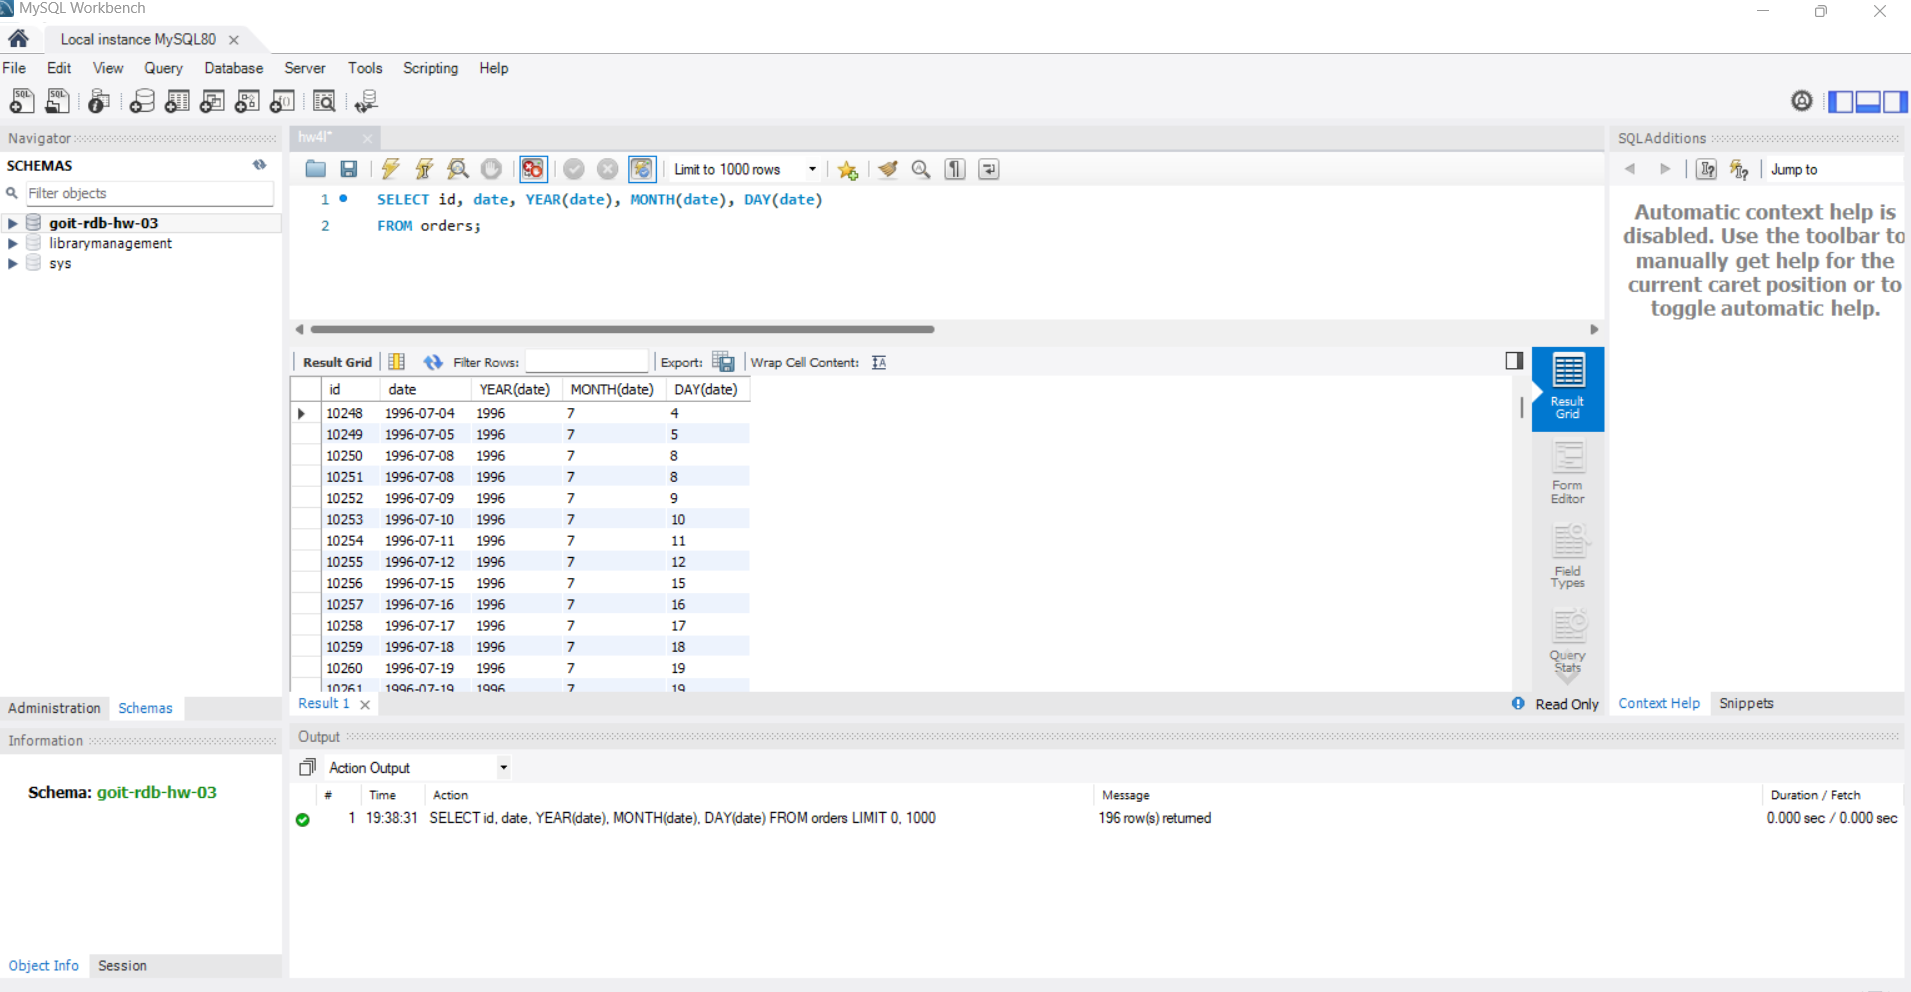 MySQL Workbench
Local instance MySQL80
File Edit View Query Database Server Tools Scripting Help
Navigator
SCHEMAS
Filter objects
goit-rdb-hw-03
librarymanagement
sys
Administration Schemas
Information
Schema: goit-rdb-hw-03
Object Info Session
hw4l*
Limit to 1000 rows
1 SELECT id, date, YEAR(date), MONTH(date), DAY(date)
2 FROM orders;
Result Grid Filter Rows: Export: Wrap Cell Content:
id date YEAR(date) MONTH(date) DAY(date)
10248 1996-07-04 1996 7 4
10249 1996-07-05 1996 7 5
10250 1996-07-08 1996 7 8
10251 1996-07-08 1996 7 8
10252 1996-07-09 1996 7 9
10253 1996-07-10 1996 7 10
10254 1996-07-11 1996 7 11
10255 1996-07-12 1996 7 12
10256 1996-07-15 1996 7 15
10257 1996-07-16 1996 7 16
10258 1996-07-17 1996 7 17
10259 1996-07-18 1996 7 18
10260 1996-07-19 1996 7 19
10261 1996-07-19 1996 7 19
Result
Grid
Form
Editor
Field
Types
Query
Stats
Result 1
Read Only
SQLAdditions
Jump to
Automatic context help is
disabled. Use the toolbar to
manually get help for the
current caret position or to
toggle automatic help.
Context Help Snippets
Output
Action Output
# Time Action Message Duration / Fetch
1 19:38:31 SELECT id, date, YEAR(date), MONTH(date), DAY(date) FROM orders LIMIT 0, 1000 196 row(s) returned 0.000 sec / 0.000 sec